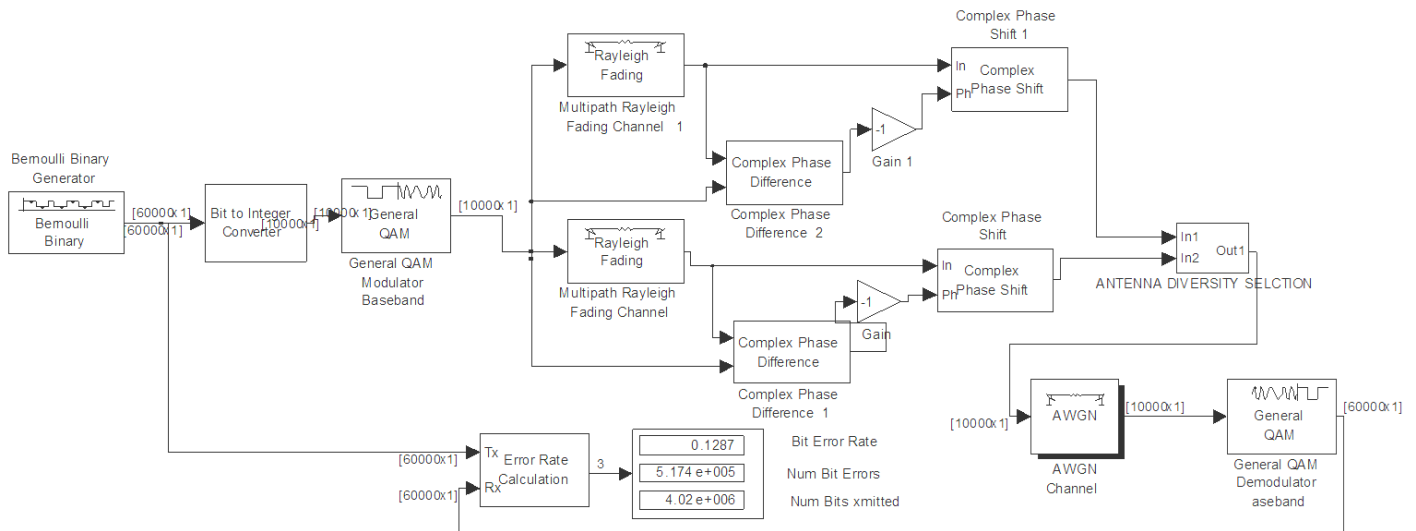 Complex Phase
Shift 1
Rayleigh
Fading
In
Ph
Complex
Phase Shift
Multipath Rayleigh
Fading Channel 1
-1
Gain 1
Bernoulli Binary
Generator
Bernoulli
Binary
[60000x1]
[60000x1]
Bit to Integer
Converter
[10000x1]
[10000x1]
General
QAM
General QAM
Modulator
Baseband
[10000x1]
Complex Phase
Difference
Complex Phase
Difference 2
Rayleigh
Fading
Multipath Rayleigh
Fading Channel
Complex Phase
Shift
In
Ph
Complex
Phase Shift
-1
Gain
Complex Phase
Difference
Complex Phase
Difference 1
In1
In2
Out1
ANTENNA DIVERSITY SELCTION
[10000x1]
AWGN
AWGN
Channel
[10000x1]
General
QAM
General QAM
Demodulator
aseband
[60000x1]
[60000x1]
[60000x1]
Tx
Rx
Error Rate
Calculation
3
0.1287
5.174e+005
4.02e+006
Bit Error Rate
Num Bit Errors
Num Bits xmitted